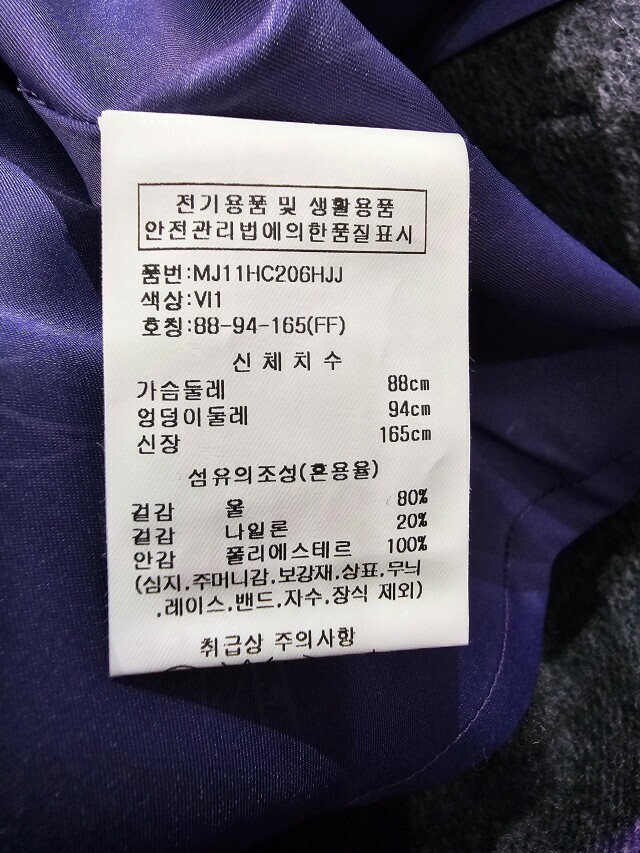 전기용품 및 생활용품
안전관리법에의한품질표시
품번:MJ11HC206HJJ
색상:VI1
호칭:88-94-165(FF)
신 체 치 수
가슴둘레 88cm
엉덩이둘레 94cm
신장 165cm
섬유의조성(혼용율)
겉감 울 80%
겉감 나일론 20%
안감 폴리에스테르 100%
(심지.주머니감.보강재.상표.무늬
.레이스.밴드.자수.장식 제외)
취급상 주의사항